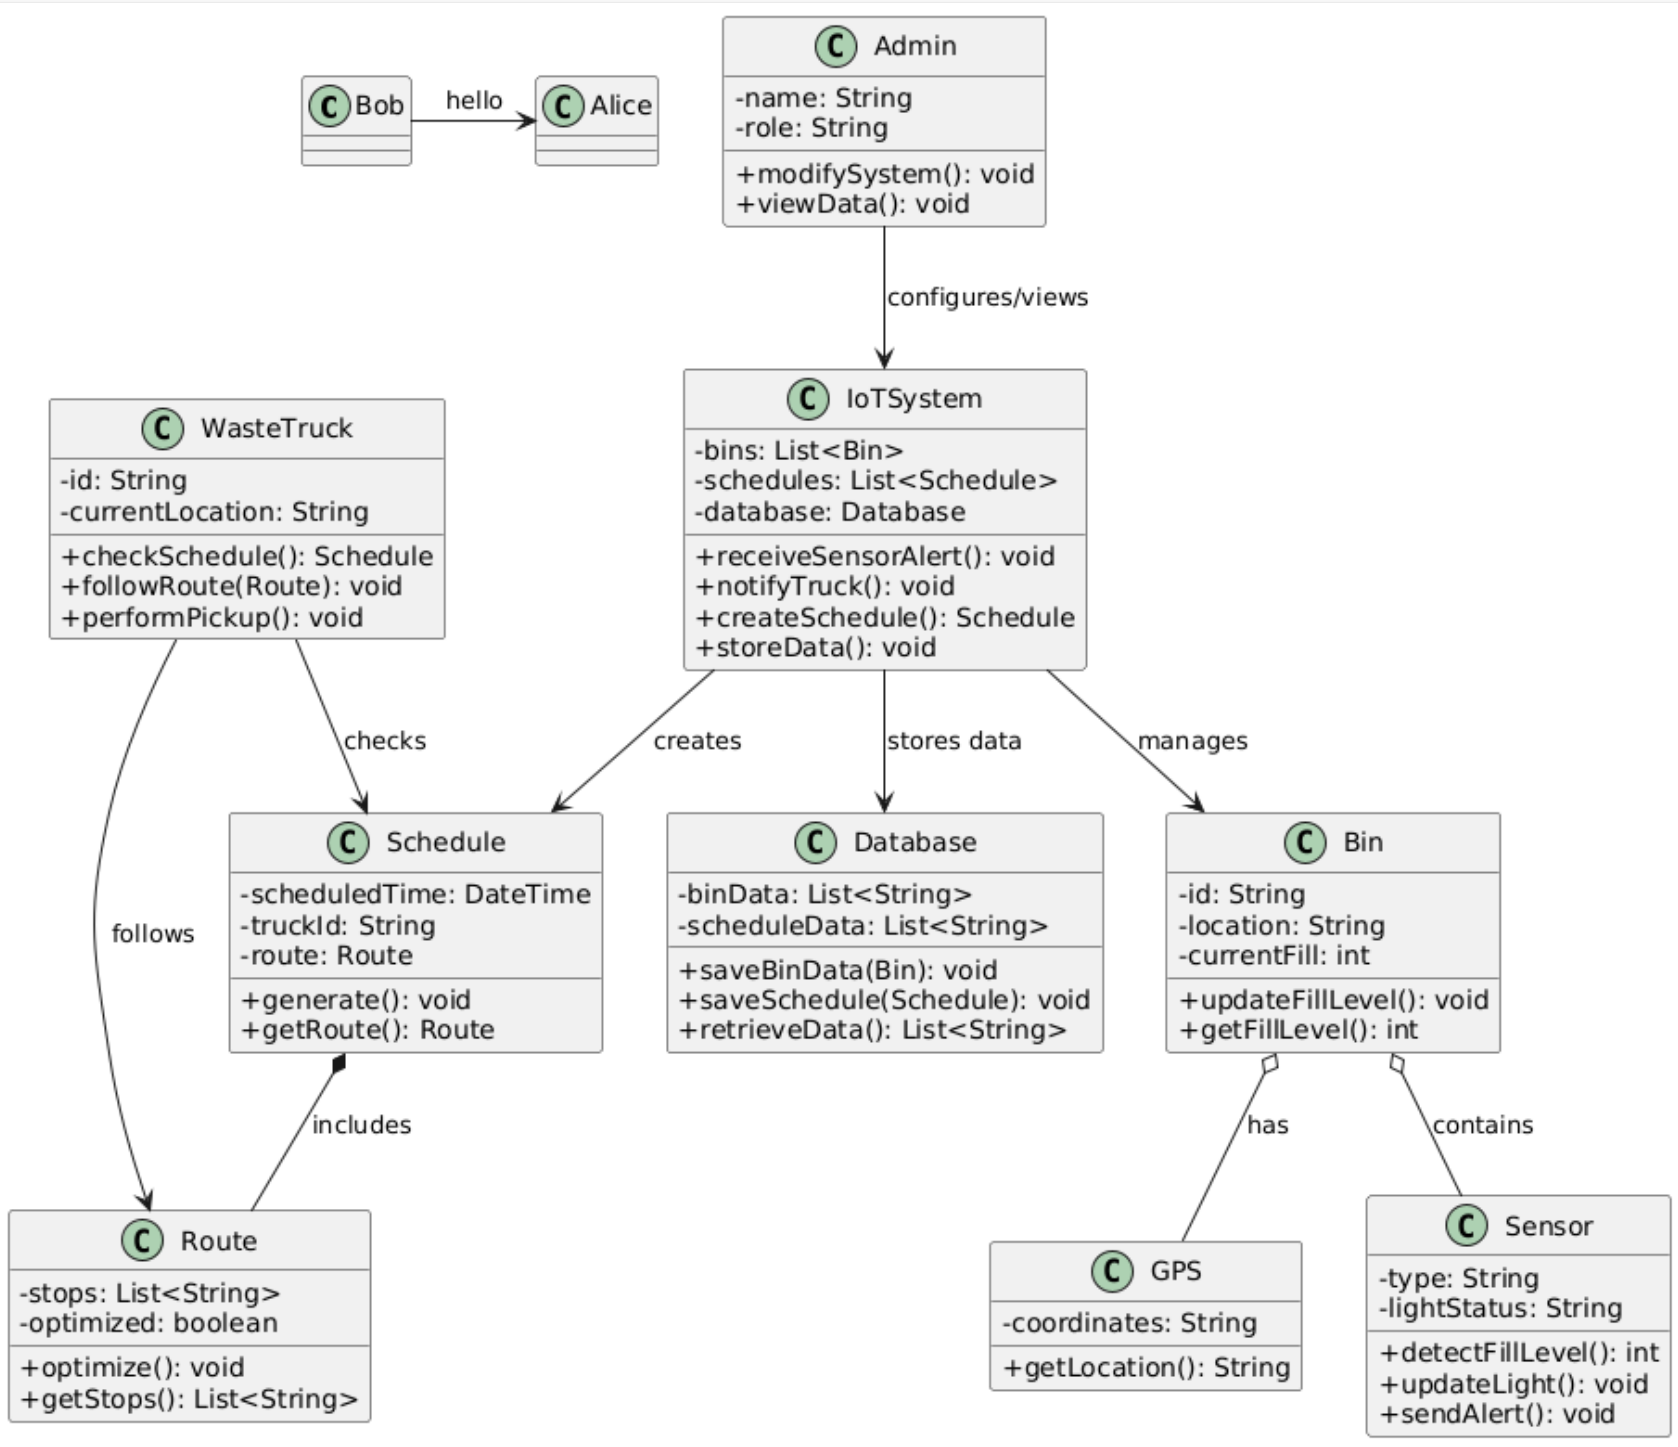 C Bob
hello
C Alice
C Admin
-name: String
-role: String
+modifySystem(): void
+viewData(): void
configures/views
C WasteTruck
-id: String
-currentLocation: String
+checkSchedule(): Schedule
+followRoute(Route): void
+performPickup(): void
C IoTSystem
-bins: List<Bin>
-schedules: List<Schedule>
-database: Database
+receiveSensorAlert(): void
+notifyTruck(): void
+createSchedule(): Schedule
+storeData(): void
checks
creates
stores data
manages
follows
C Schedule
-scheduledTime: DateTime
-truckId: String
-route: Route
+generate(): void
+getRoute(): Route
C Database
-binData: List<String>
-scheduleData: List<String>
+saveBinData(Bin): void
+saveSchedule(Schedule): void
+retrieveData(): List<String>
C Bin
-id: String
-location: String
-currentFill: int
+updateFillLevel(): void
+getFillLevel(): int
includes
has
contains
C Route
-stops: List<String>
-optimized: boolean
+optimize(): void
+getStops(): List<String>
C GPS
-coordinates: String
+getLocation(): String
C Sensor
-type: String
-lightStatus: String
+detectFillLevel(): int
+updateLight(): void
+sendAlert(): void